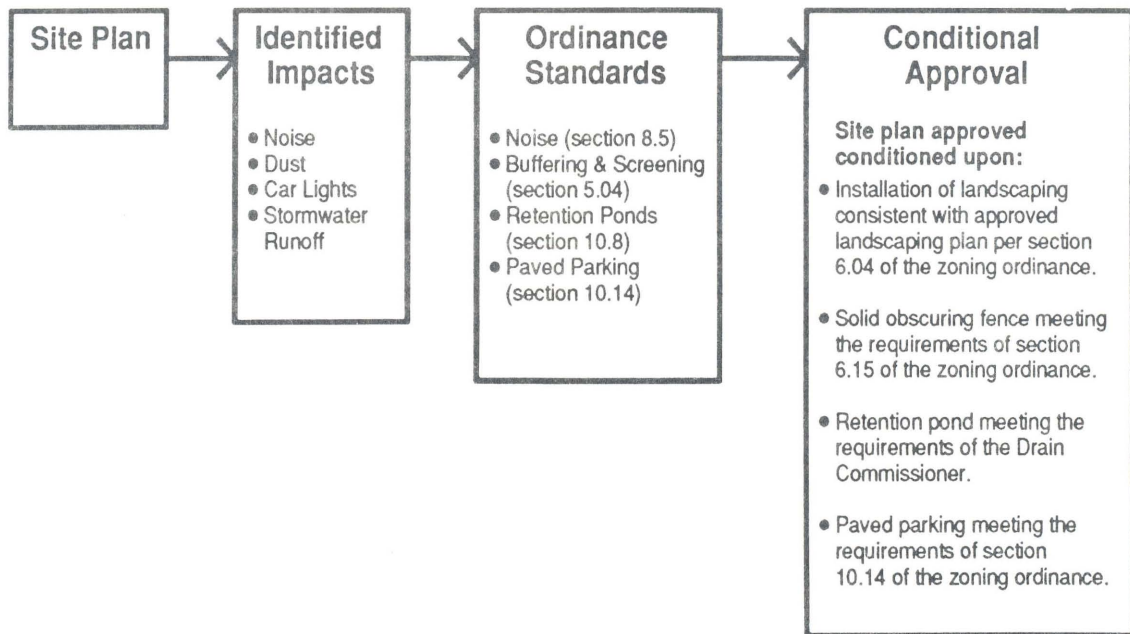 Site Plan
Identified
Impacts
● Noise
● Dust
● Car Lights
● Stormwater
Runoff
Ordinance
Standards
● Noise (section 8.5)
● Buffering & Screening
(section 5.04)
● Retention Ponds
(section 10.8)
● Paved Parking
(section 10.14)
Conditional
Approval
Site plan approved
conditioned upon:
● Installation of landscaping
consistent with approved
landscaping plan per section
6.04 of the zoning ordinance.
● Solid obscuring fence meeting
the requirements of section
6.15 of the zoning ordinance.
● Retention pond meeting the
requirements of the Drain
Commissioner.
● Paved parking meeting the
requirements of section
10.14 of the zoning ordinance.